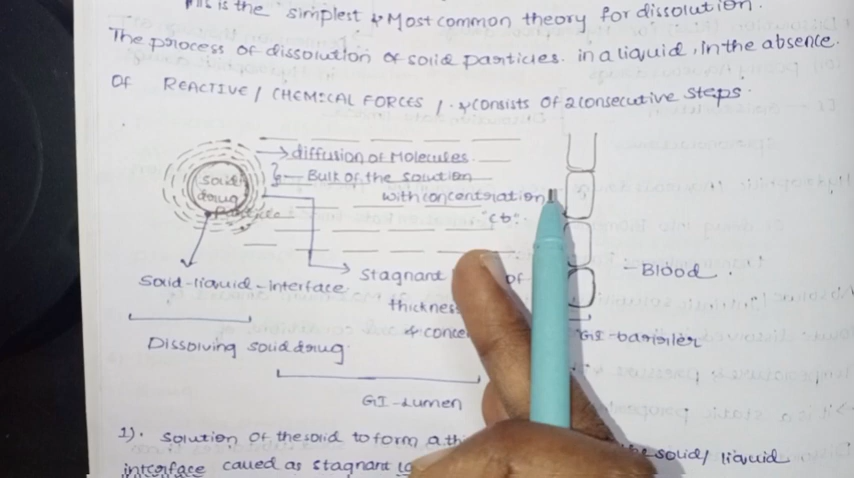 This is the simplest & Most common theory for dissolution.
The process of dissolution of solid particles. in a liquid, in the absence.
Of REACTIVE / CHEMICAL FORCES / . & consists Of 2 consecutive steps.
→ diffusion of Molecules
Bulk of the solution
with concentration
"cb".
solid
drug
Particle
Stagnant
Of
thickness
&
Solid-liquid-interface
- Blood
GI-barrier
Dissolving solid drug
GI-Lumen
1). Solution of the solid to form a
solid/ liquid
interface called as stagnant